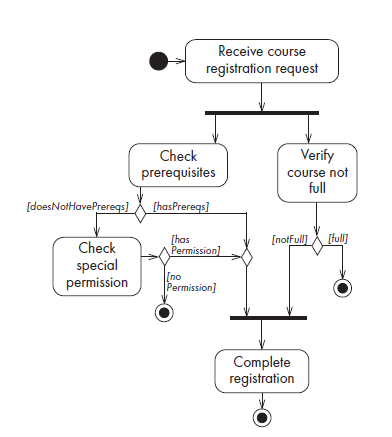 Receive course
registration request
Check
prerequisites
Verify
course not
full
[doesNotHavePrereqs]
[hasPrereqs]
[notFull]
[full]
Check
special
permission
[has
Permission]
[no
Permission]
Complete
registration